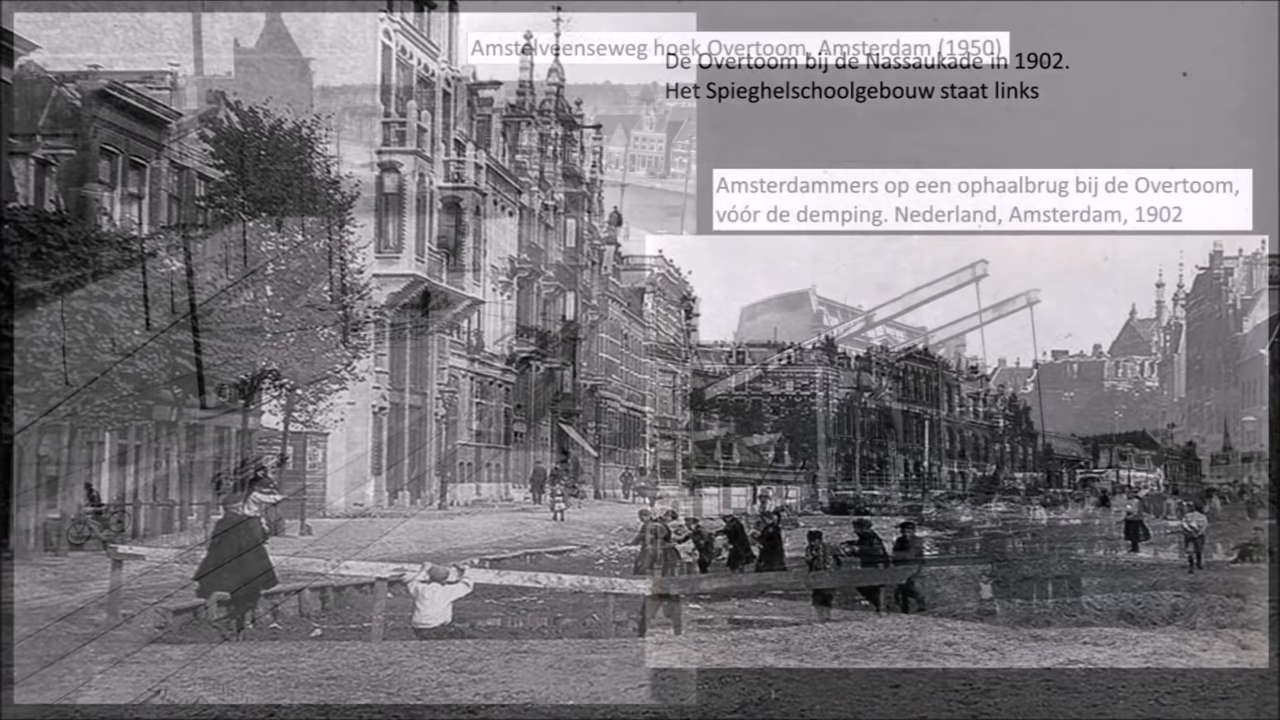 Amstelveenseweg hoek Overtoom, Amsterdam (1950)
De Overtoom bij de Nassaukade in 1902.
Het Spieghelschoolgebouw staat links
Amsterdammers op een ophaalbrug bij de Overtoom,
vóór de demping. Nederland, Amsterdam, 1902